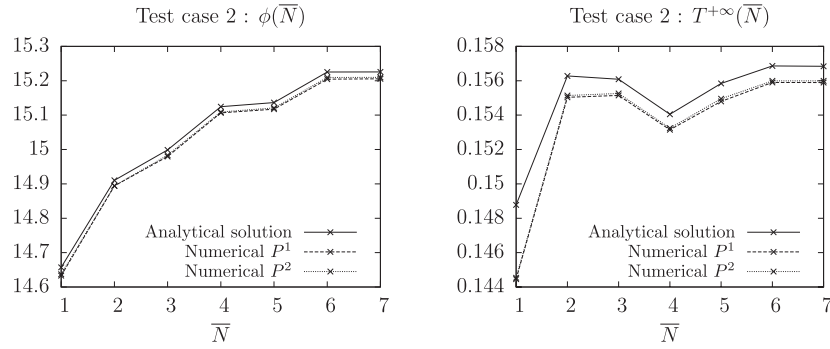 Test case 2 : ϕ(N̅)
15.3
15.2
15.1
15
14.9
14.8
14.7
14.6
Analytical solution
Numerical P¹
Numerical P²
1 2 3 4 5 6 7
N̅
Test case 2 : T⁺∞(N̅)
0.158
0.156
0.154
0.152
0.15
0.148
0.146
0.144
Analytical solution
Numerical P¹
Numerical P²
1 2 3 4 5 6 7
N̅